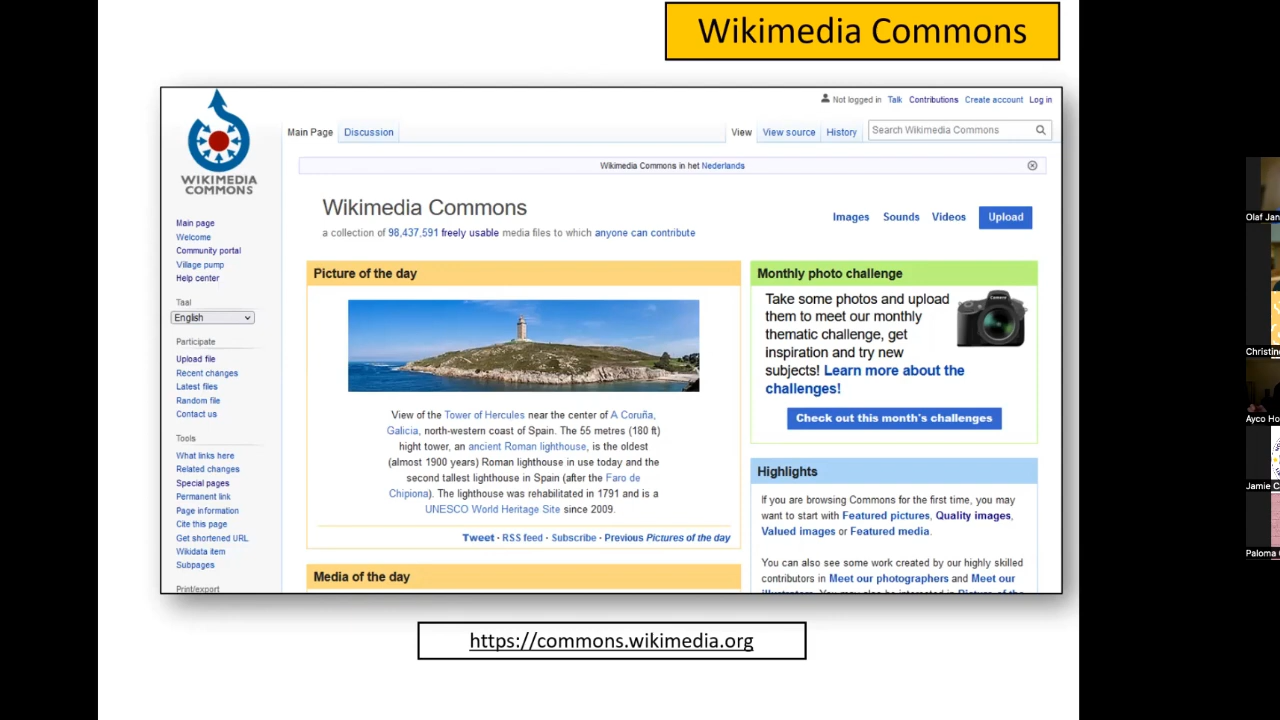 Wikimedia Commons
WIKIMEDIA
COMMONS
Main page
Welcome
Community portal
Village pump
Help center
Taal
English
Participate
Upload file
Recent changes
Latest files
Random file
Contact us
Tools
What links here
Related changes
Special pages
Permanent link
Page information
Cite this page
Get shortened URL
Wikidata item
Subpages
Print/export
Not logged in Talk Contributions Create account Log in
Main Page Discussion View View source History Search Wikimedia Commons
Wikimedia Commons in het Nederlands
Wikimedia Commons
a collection of 98,437,591 freely usable media files to which anyone can contribute
Images Sounds Videos Upload
Picture of the day
View of the Tower of Hercules near the center of A Coruña,
Galicia, north-western coast of Spain. The 55 metres (180 ft)
hight tower, an ancient Roman lighthouse, is the oldest
(almost 1900 years) Roman lighthouse in use today and the
second tallest lighthouse in Spain (after the Faro de
Chipiona). The lighthouse was rehabilitated in 1791 and is a
UNESCO World Heritage Site since 2009.
Tweet · RSS feed · Subscribe · Previous Pictures of the day
Media of the day
Monthly photo challenge
Take some photos and upload
them to meet our monthly
thematic challenge, get
inspiration and try new
subjects! Learn more about the
challenges!
Check out this month's challenges
Highlights
If you are browsing Commons for the first time, you may
want to start with Featured pictures, Quality images,
Valued images or Featured media.
You can also see some work created by our highly skilled
contributors in Meet our photographers and Meet our
https://commons.wikimedia.org
Olaf Jan
Christine
Ayco Ho
Jamie C
Paloma